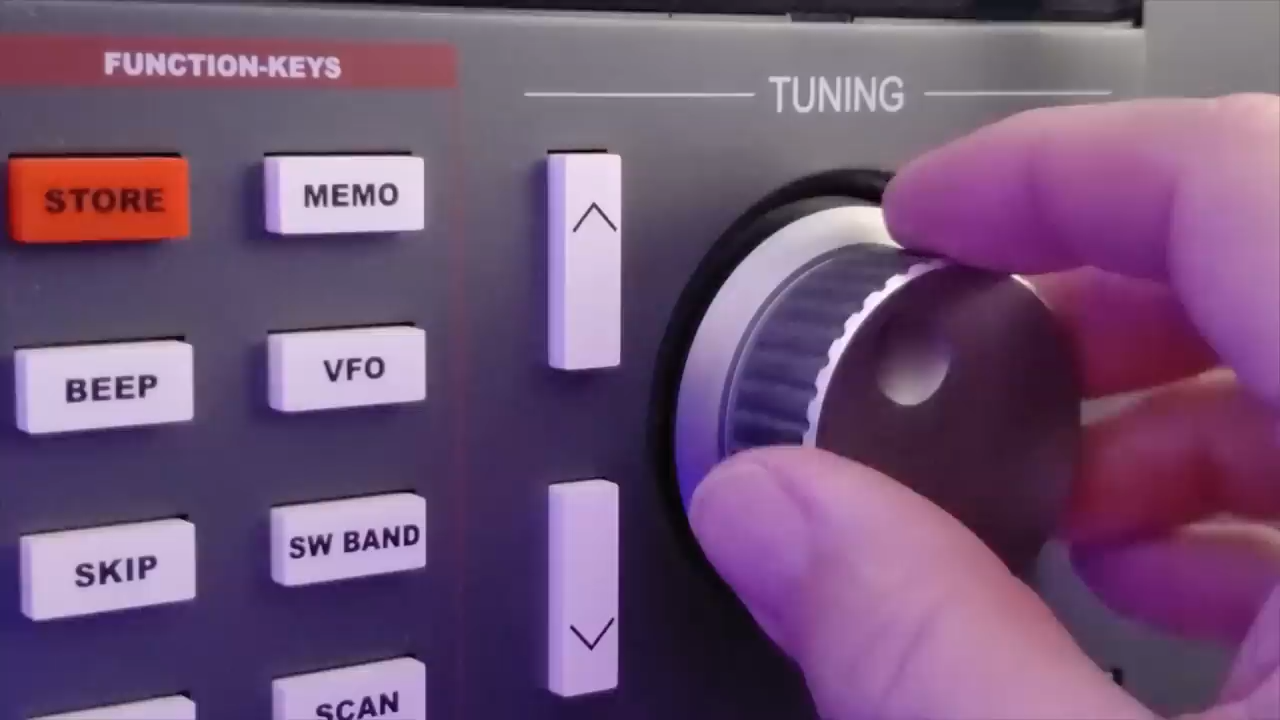 FUNCTION-KEYS
TUNING
STORE
MEMO
BEEP
VFO
SKIP
SW BAND
SCAN